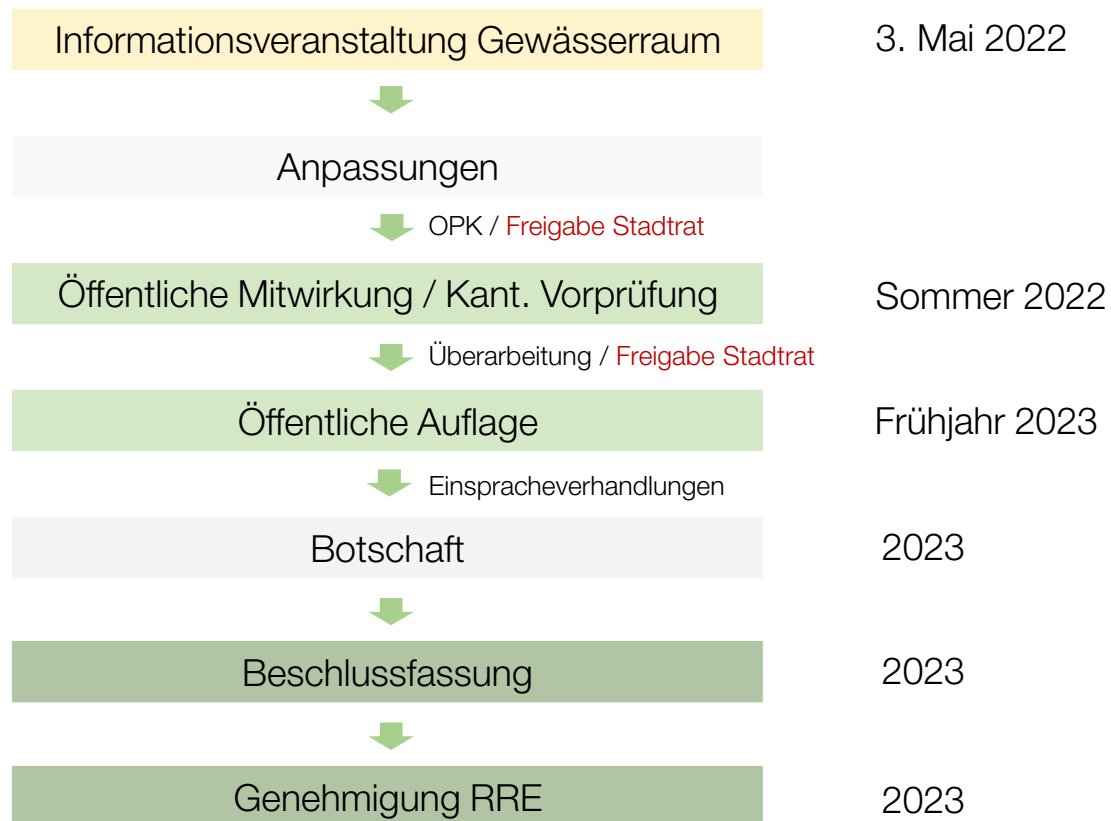 Informationsveranstaltung Gewässerraum 3. Mai 2022
Anpassungen
OPK / Freigabe Stadtrat
Öffentliche Mitwirkung / Kant. Vorprüfung Sommer 2022
Überarbeitung / Freigabe Stadtrat
Öffentliche Auflage Frühjahr 2023
Einspracheverhandlungen
Botschaft 2023
Beschlussfassung 2023
Genehmigung RRE 2023